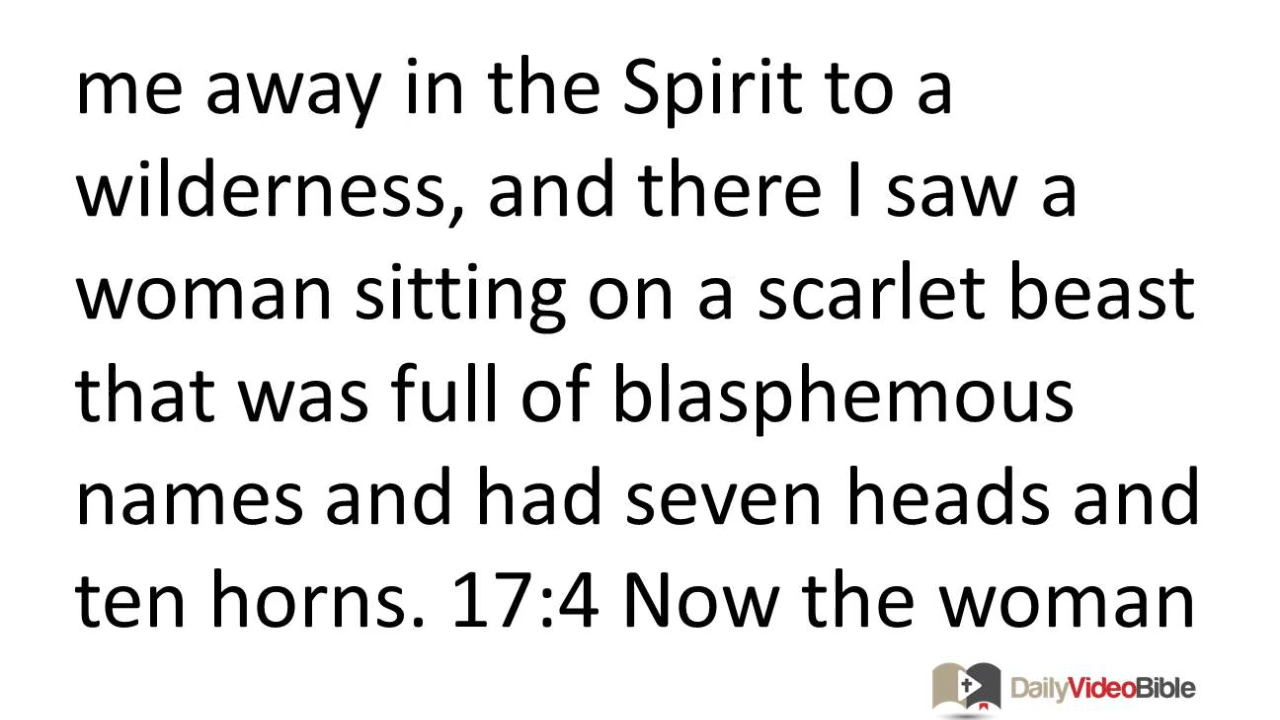 me away in the Spirit to a
wilderness, and there I saw a
woman sitting on a scarlet beast
that was full of blasphemous
names and had seven heads and
ten horns. 17:4 Now the woman
DailyVideoBible